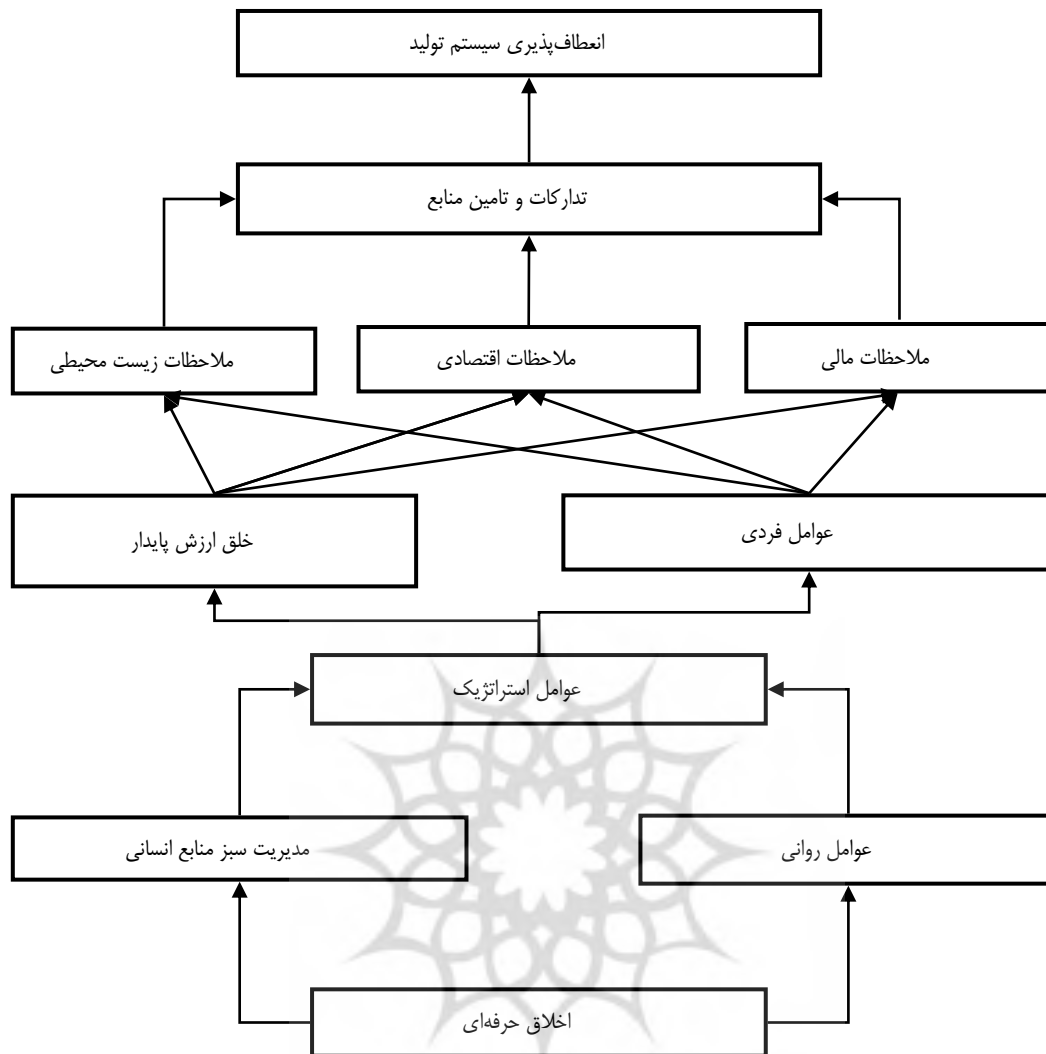 انعطاف‌پذیری سیستم تولید
تدارکات و تامین منابع
ملاحظات مالی
ملاحظات اقتصادی
ملاحظات زیست محیطی
عوامل فردی
خلق ارزش پایدار
عوامل استراتژیک
عوامل روانی
مدیریت سبز منابع انسانی
اخلاق حرفه‌ای